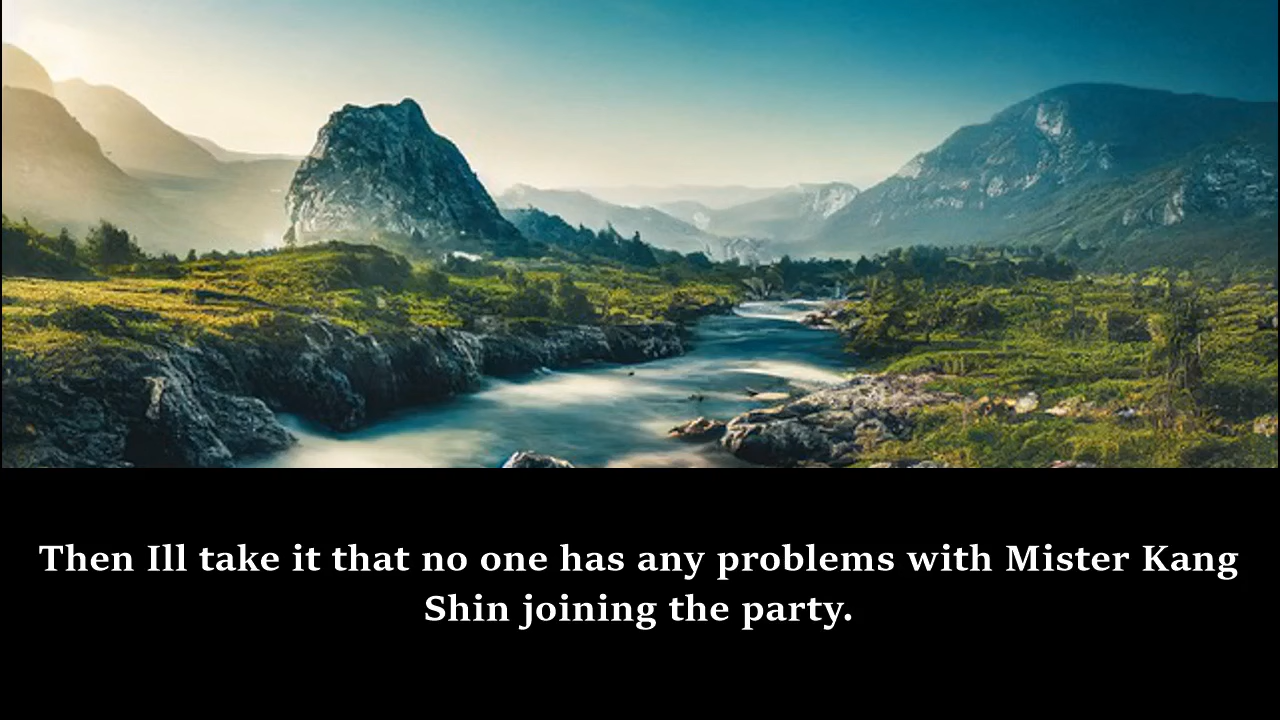 Then Ill take it that no one has any problems with Mister Kang
Shin joining the party.